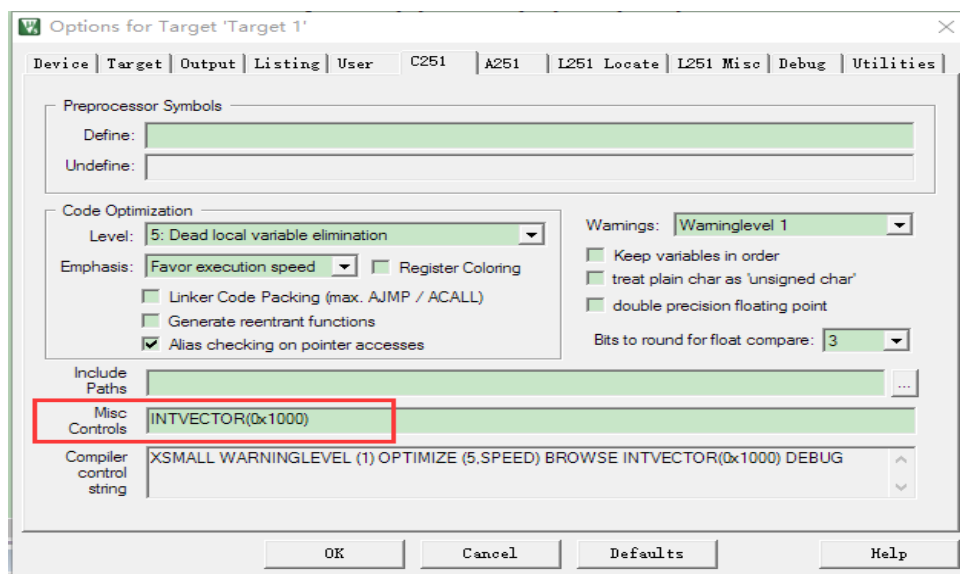 Options for Target 'Target 1'
Device Target Output Listing User C251 A251 L251 Locate L251 Misc Debug Utilities
Preprocessor Symbols
Define:
Undefine:
Code Optimization
Level: 5: Dead local variable elimination
Emphasis: Favor execution speed Register Coloring
Linker Code Packing (max. AJMP / ACALL)
Generate reentrant functions
Alias checking on pointer accesses
Warnings: Warninglevel 1
Keep variables in order
treat plain char as 'unsigned char'
double precision floating point
Bits to round for float compare: 3
Include Paths
...
Misc Controls INTVECTOR(0x1000)
Compiler control string XSMALL WARNINGLEVEL (1) OPTIMIZE (5,SPEED) BROWSE INTVECTOR(0x1000) DEBUG
OK Cancel Defaults Help